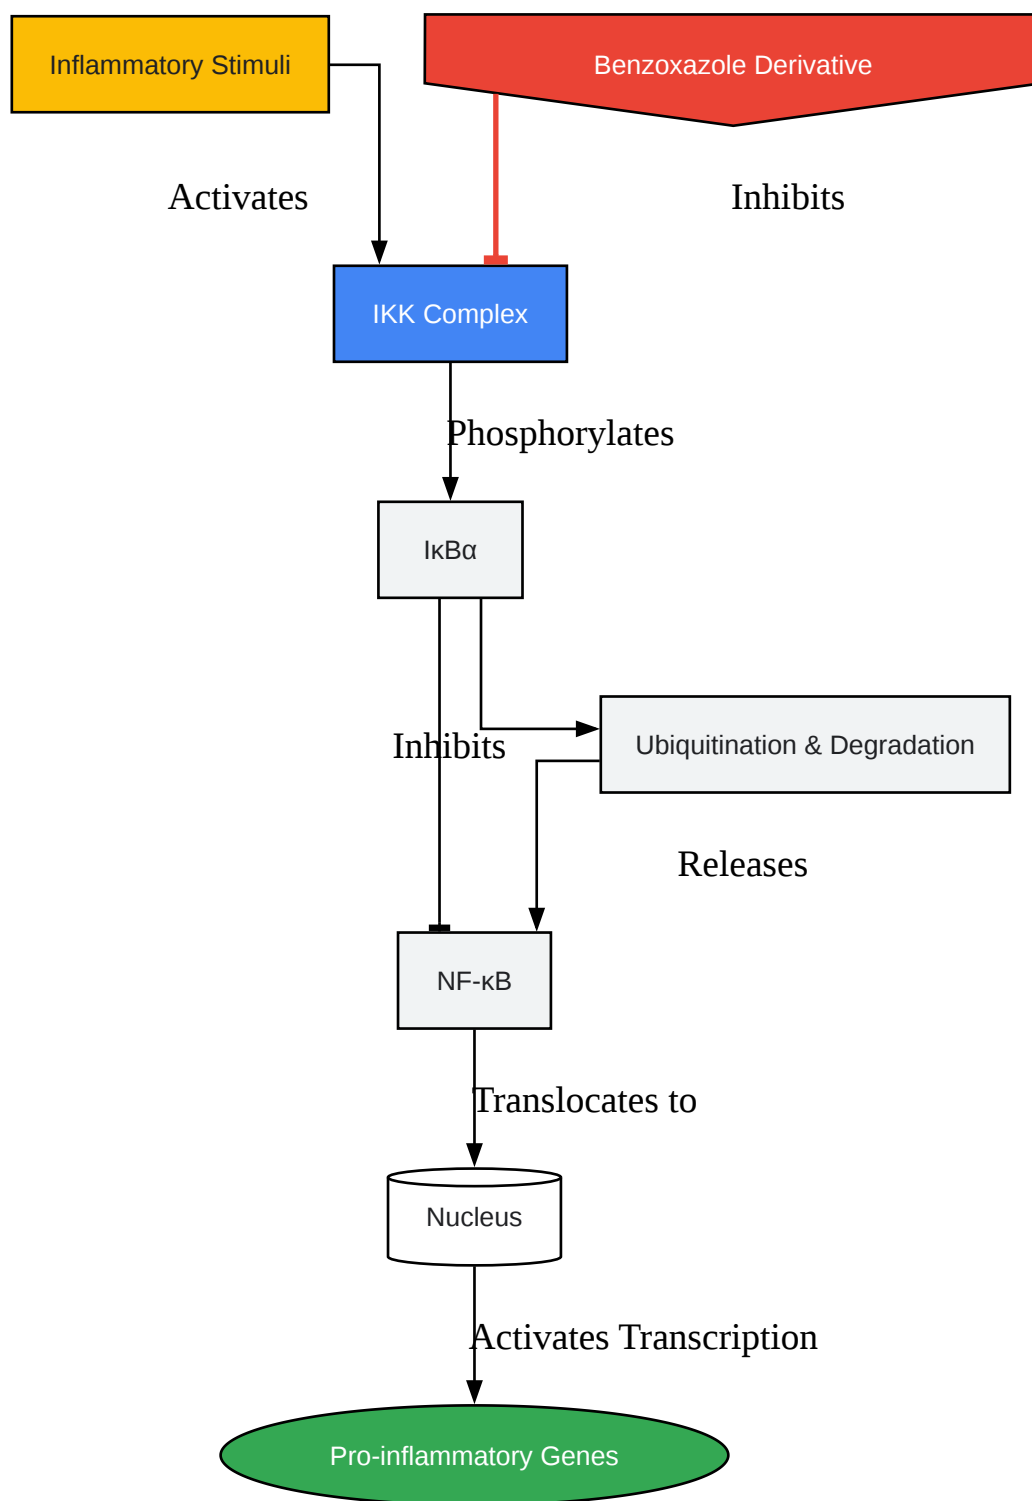 Inflammatory Stimuli
Benzoxazole Derivative
Activates
Inhibits
IKK Complex
Phosphorylates
IκBα
Inhibits
Ubiquitination & Degradation
Releases
NF-κB
Translocates to
Nucleus
Activates Transcription
Pro-inflammatory Genes